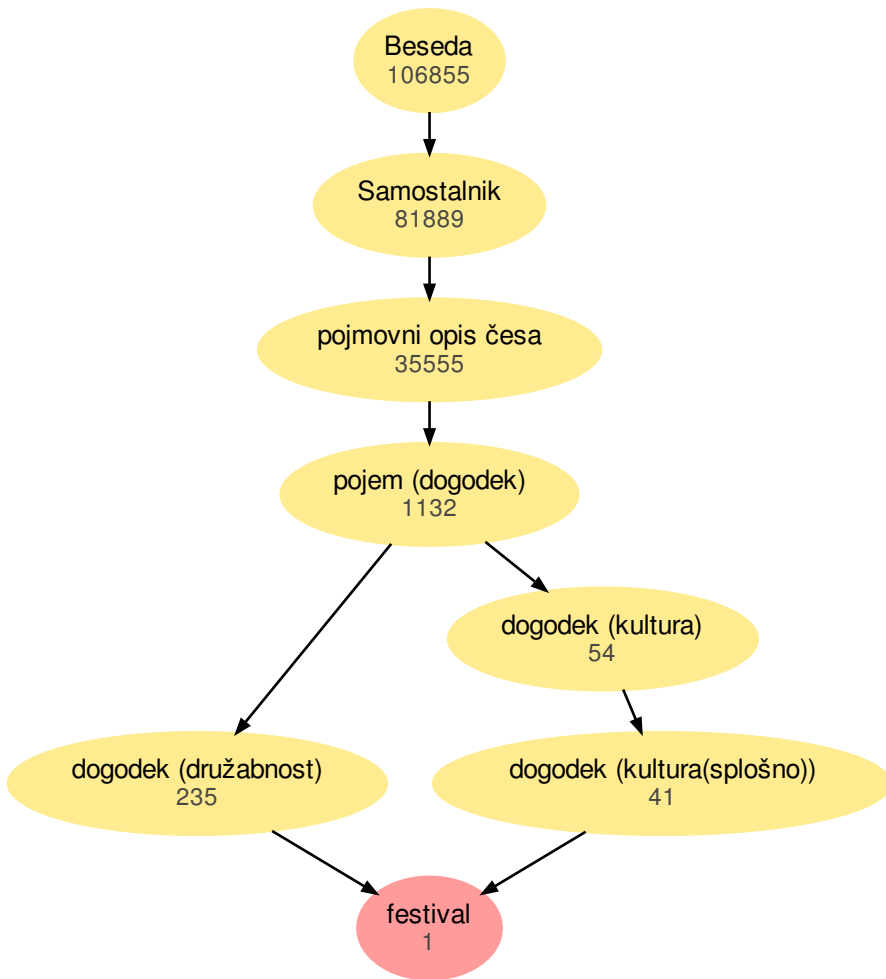 Beseda
106855
Samostalnik
81889
pojmovni opis česa
35555
pojem (dogodek)
1132
dogodek (kultura)
54
dogodek (družabnost)
235
dogodek (kultura(splošno))
41
festival
1